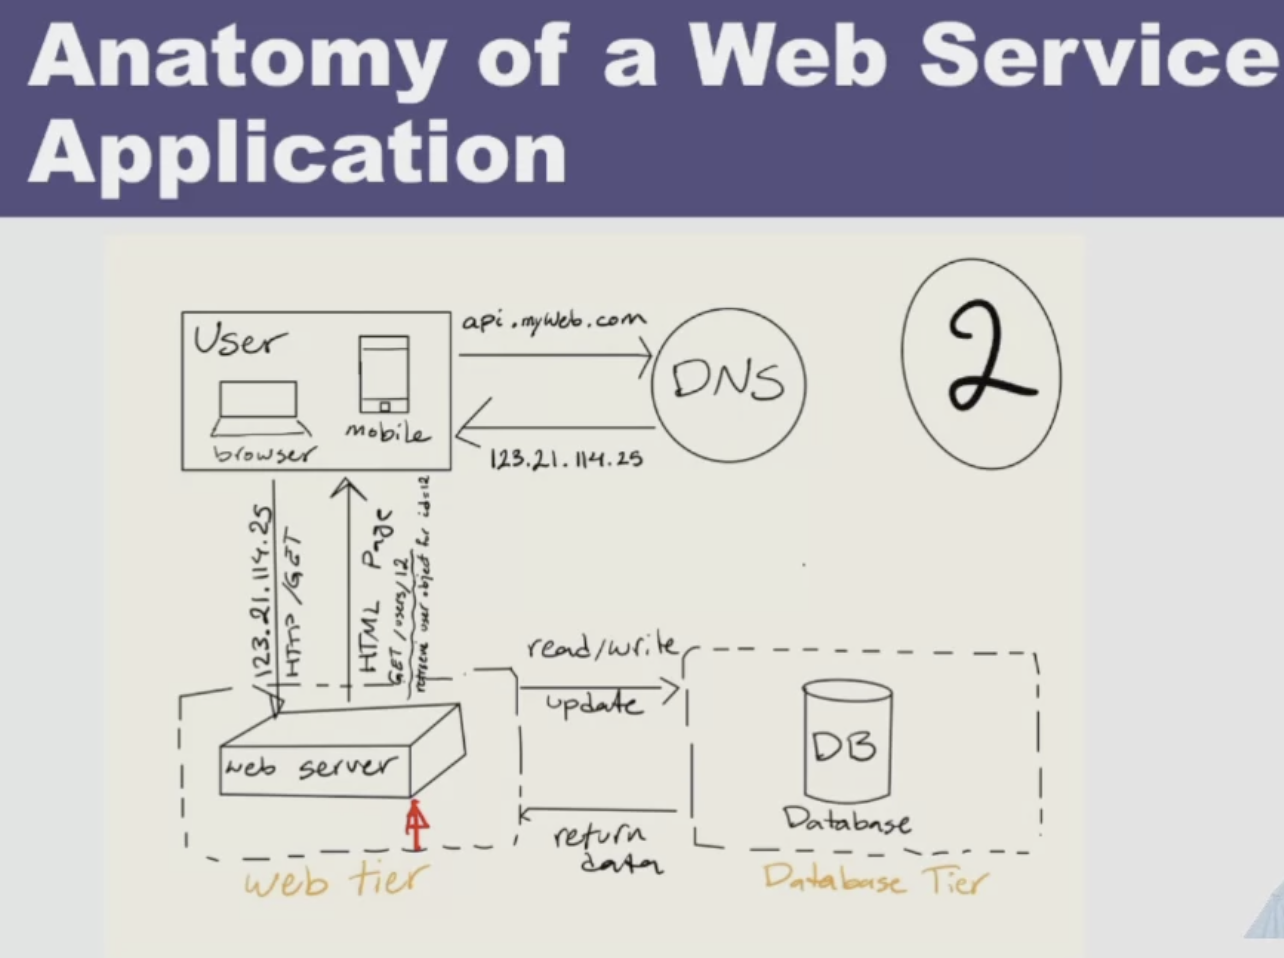 Anatomy of a Web Service
Application
2
User
browser
mobile
api.myWeb.com
DNS
123.21.114.25
123.21.114.25
HTTP/GET
HTML Page
GET /users/12
retrieve user object for id=12
web server
web tier
read/write
update
return
data
DB
Database
Database Tier